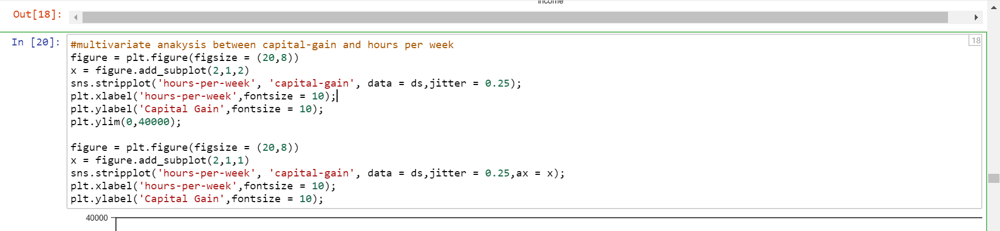 income
Out[18]:
In [20]:
18
#multivariate anakysis between capital-gain and hours per week
figure = plt.figure(figsize = (20,8))
x = figure.add_subplot(2,1,2)
sns.stripplot('hours-per-week', 'capital-gain', data = ds,jitter = 0.25);
plt.xlabel('hours-per-week',fontsize = 10);
plt.ylabel('Capital Gain',fontsize = 10);
plt.ylim(0,40000);
figure = plt.figure(figsize = (20,8))
x = figure.add_subplot(2,1,1)
sns.stripplot('hours-per-week', 'capital-gain', data = ds,jitter = 0.25,ax = x);
plt.xlabel('hours-per-week',fontsize = 10);
plt.ylabel('Capital Gain',fontsize = 10);
40000